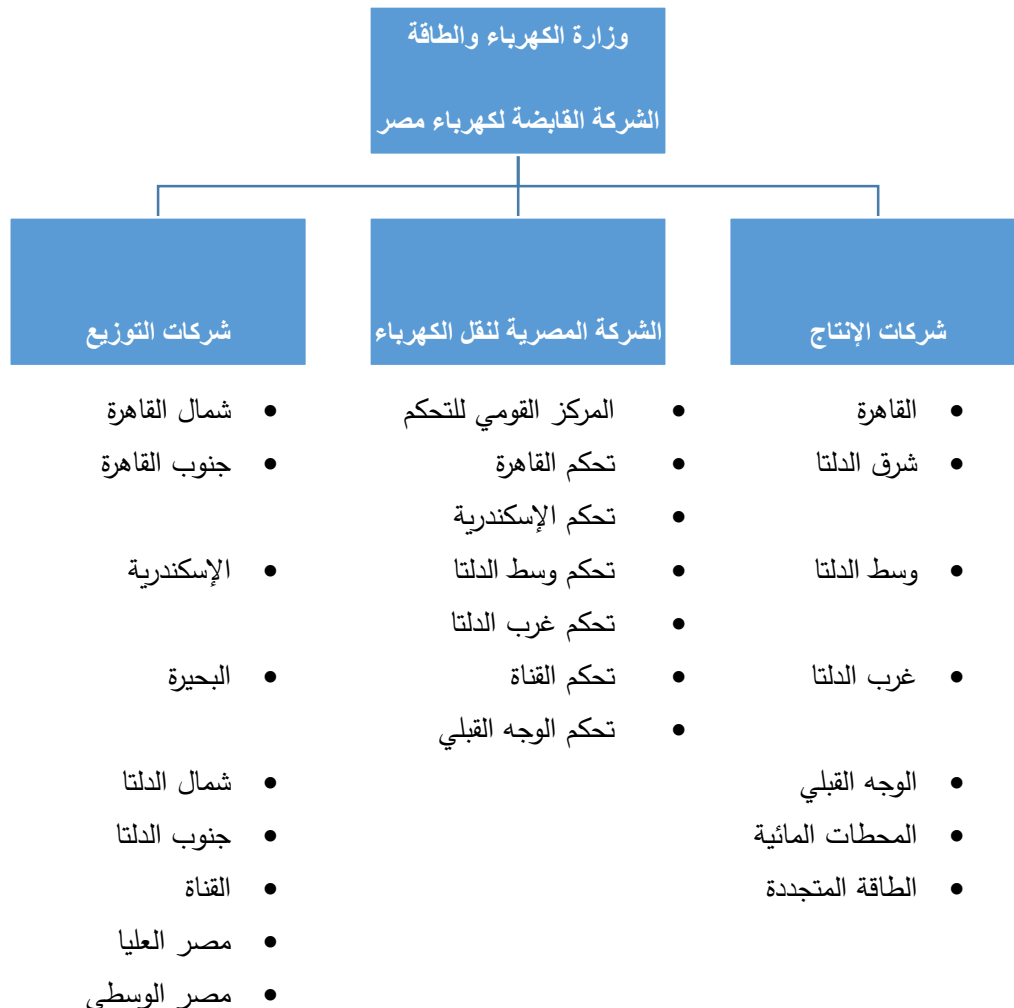 وزارة الكهرباء والطاقة
الشركة القابضة لكهرباء مصر
شركات الإنتاج
القاهرة
شرق الدلتا
وسط الدلتا
غرب الدلتا
الوجه القبلي
المحطات المائية
الطاقة المتجددة
الشركة المصرية لنقل الكهرباء
المركز القومي للتحكم
تحكم القاهرة
تحكم الإسكندرية
تحكم وسط الدلتا
تحكم غرب الدلتا
تحكم القناة
تحكم الوجه القبلي
شركات التوزيع
شمال القاهرة
جنوب القاهرة
الإسكندرية
البحيرة
شمال الدلتا
جنوب الدلتا
القناة
مصر العليا
مصر الوسطى